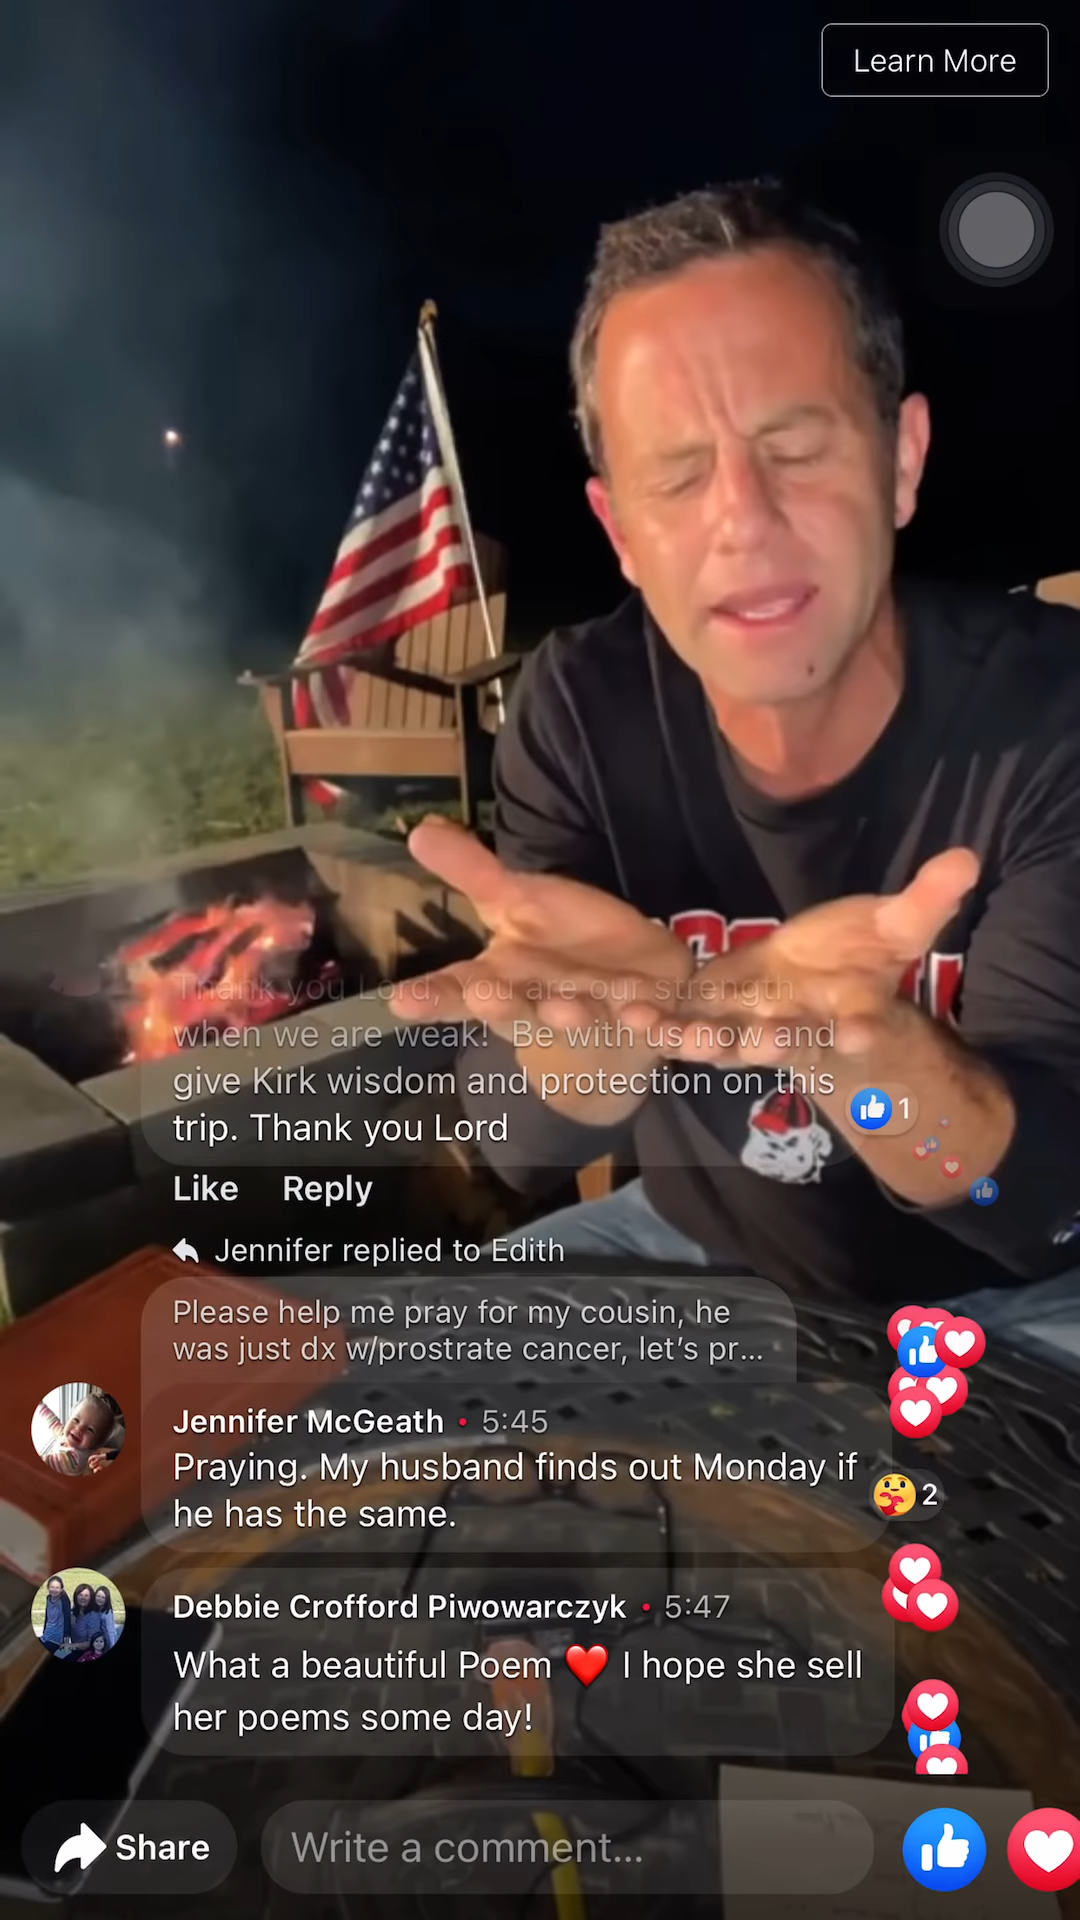 Learn More
Thank you Lord, You are our strength
when we are weak!  Be with us now and
give Kirk wisdom and protection on this
trip. Thank you Lord
1
Like Reply
Jennifer replied to Edith
Please help me pray for my cousin, he
was just dx w/prostrate cancer, let’s pr...
Jennifer McGeath • 5:45
Praying. My husband finds out Monday if
he has the same.
2
Debbie Crofford Piwowarczyk • 5:47
What a beautiful Poem ❤️ I hope she sell
her poems some day!
Share
Write a comment...